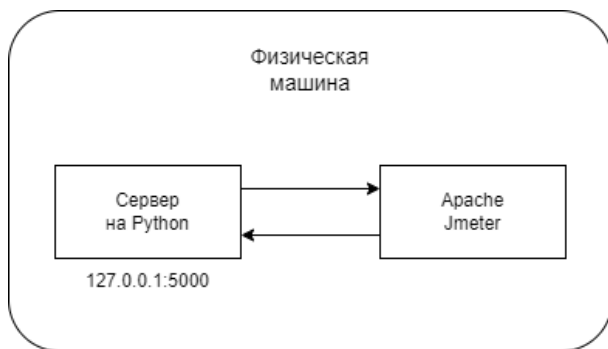 Физическая
машина
Сервер
на Python
Apache
Jmeter
127.0.0.1:5000